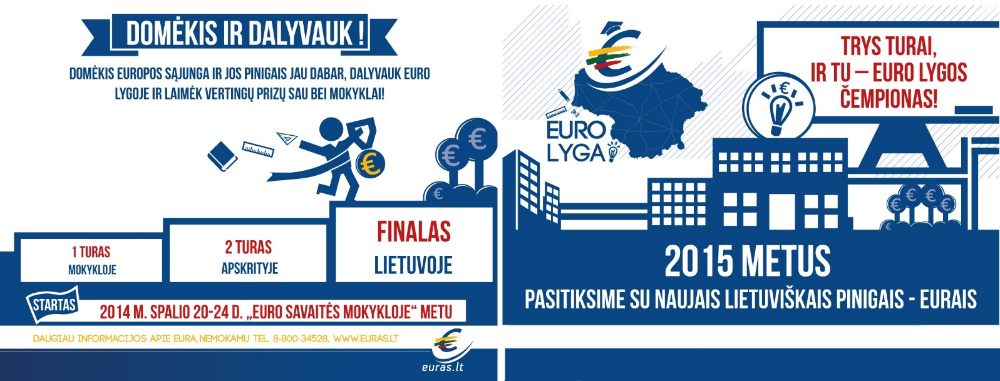 DOMĖKIS IR DALYVAUK !
DOMĖKIS EUROPOS SĄJUNGA IR JOS PINIGAIS JAU DABAR, DALYVAUK EURO
LYGOJE IR LAIMĖK VERTINGŲ PRIZŲ SAU BEI MOKYKLAI!
€
€
€
€
1 TURAS
MOKYKLOJE
2 TURAS
APSKRITYJE
FINALAS
LIETUVOJE
STARTAS
2014 M. SPALIO 20-24 D. „EURO SAVAITĖS MOKYKLOJE“ METU
DAUGIAU INFORMACIJOS APIE EURĄ, NEMOKAMU TEL. 8-800-34528, WWW.EURAS.LT
€
euras.lt
€
EURO
LYGA
TRYS TURAI,
IR TU – EURO LYGOS
ČEMPIONAS!
€
€
€
€
€
€
2015 METUS
PASITIKSIME SU NAUJAIS LIETUVIŠKAIS PINIGAIS - EURAIS